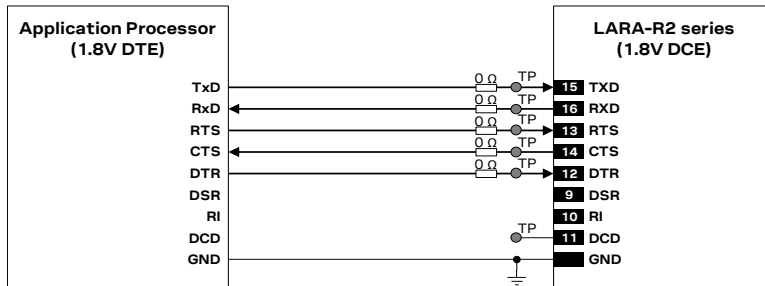 Application Processor
(1.8V DTE)
LARA-R2 series
(1.8V DCE)
TxD 0 Ω TP 15 TXD
RxD 0 Ω TP 16 RXD
RTS 0 Ω TP 13 RTS
CTS 0 Ω TP 14 CTS
DTR 0 Ω TP 12 DTR
DSR 9 DSR
RI 10 RI
DCD TP 11 DCD
GND GND